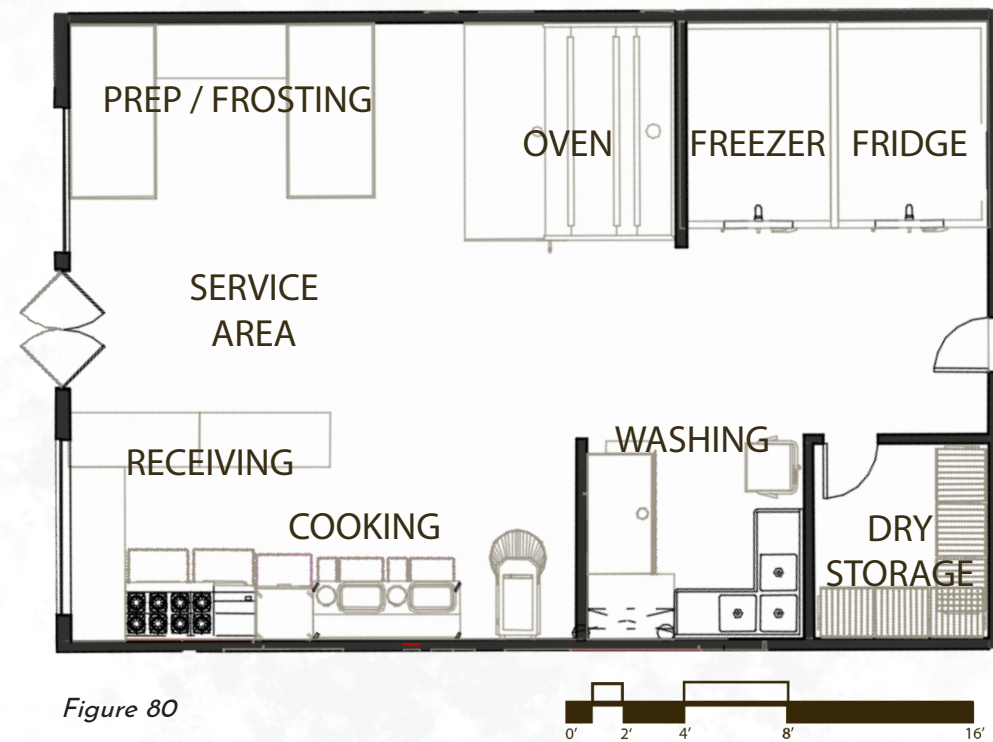 PREP / FROSTING
OVEN
FREEZER
FRIDGE
SERVICE
AREA
WASHING
RECEIVING
COOKING
DRY
STORAGE
Figure 80
0' 2' 4' 8' 16'